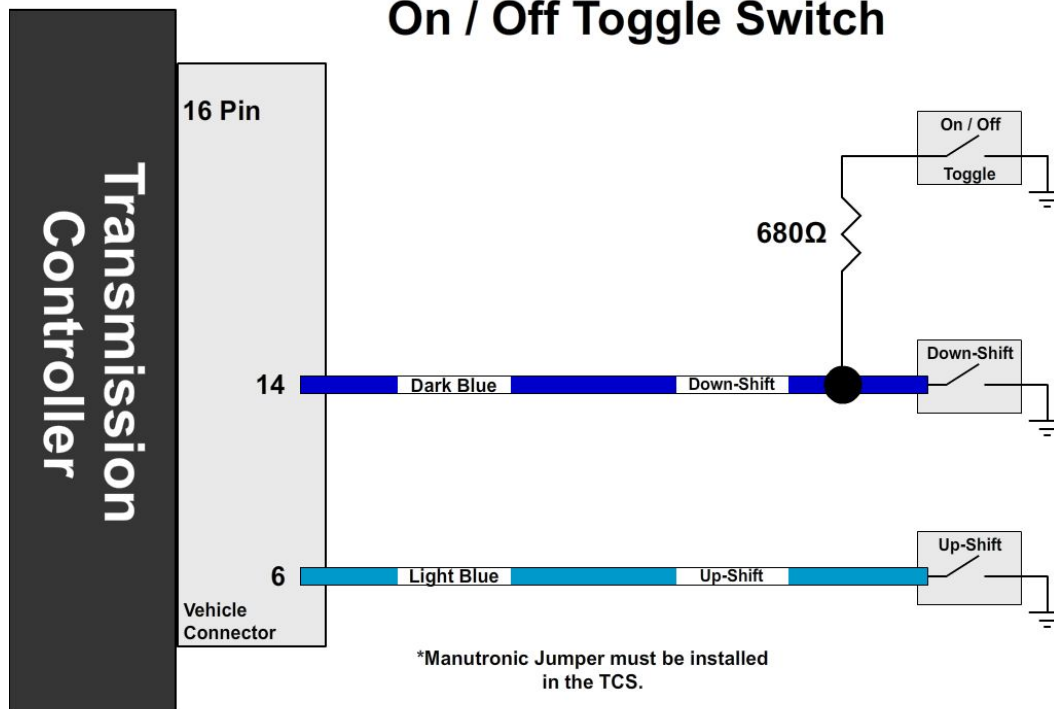 On / Off Toggle Switch
16 Pin
Transmission
Controller
On / Off
Toggle
680Ω
Down-Shift
14
Dark Blue
Down-Shift
Up-Shift
6
Light Blue
Up-Shift
Vehicle
Connector
*Manutronic Jumper must be installed
in the TCS.